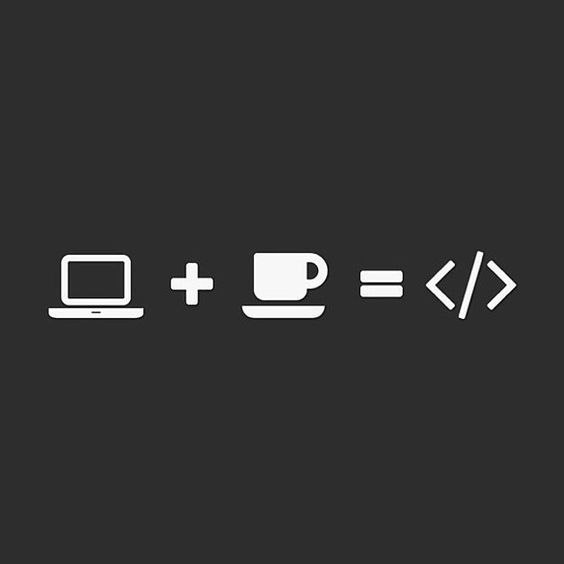 + = </>